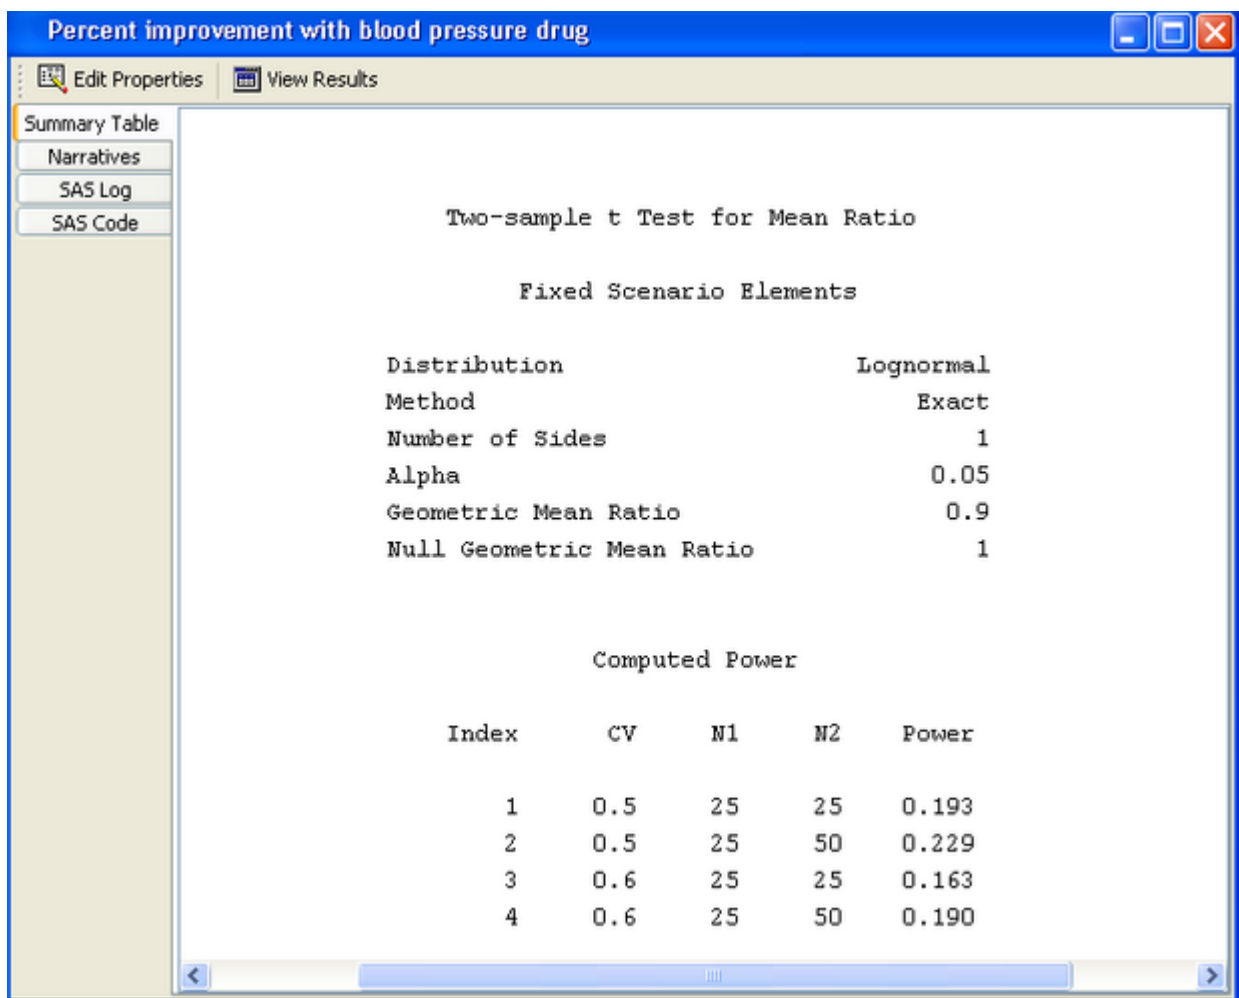 Percent improvement with blood pressure drug
Edit Properties View Results
Summary Table
Narratives
SAS Log
SAS Code
Two-sample t Test for Mean Ratio
Fixed Scenario Elements
Distribution Lognormal
Method Exact
Number of Sides 1
Alpha 0.05
Geometric Mean Ratio 0.9
Null Geometric Mean Ratio 1
Computed Power
Index CV N1 N2 Power
1 0.5 25 25 0.193
2 0.5 25 50 0.229
3 0.6 25 25 0.163
4 0.6 25 50 0.190